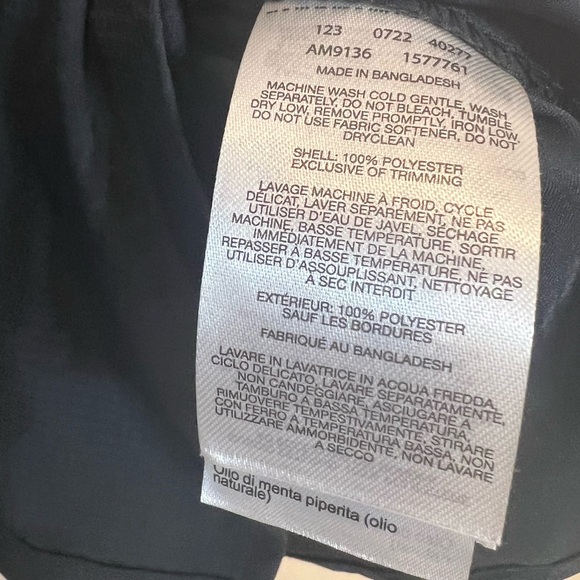 123 0722 40277
AM9136 1577761
MADE IN BANGLADESH
MACHINE WASH COLD GENTLE, WASH
SEPARATELY, DO NOT BLEACH, TUMBLE
DRY LOW, REMOVE PROMPTLY, IRON LOW,
DO NOT USE FABRIC SOFTENER, DO NOT
DRYCLEAN
SHELL: 100% POLYESTER
EXCLUSIVE OF TRIMMING
LAVAGE MACHINE À FROID, CYCLE
DÉLICAT, LAVER SÉPARÉMENT, NE PAS
UTILISER D'EAU DE JAVEL, SÉCHAGE
MACHINE, BASSE TEMPÉRATURE, SORTIR
IMMÉDIATEMENT DE LA MACHINE,
REPASSER À BASSE TEMPÉRATURE, NE PAS
UTILISER D'ASSOUPLISSANT, NETTOYAGE
À SEC INTERDIT
EXTÉRIEUR: 100% POLYESTER
SAUF LES BORDURES
FABRIQUÉ AU BANGLADESH
LAVARE IN LAVATRICE IN ACQUA FREDDA,
CICLO DELICATO, LAVARE SEPARATAMENTE,
NON CANDEGGIARE, ASCIUGARE A
TAMBURO A BASSA TEMPERATURA,
RIMUOVERE TEMPESTIVAMENTE, STIRARE
CON FERRO A TEMPERATURA BASSA, NON
UTILIZZARE AMMORBIDENTE, NON LAVARE
A SECCO
Olio di menta piperita (olio
naturale)